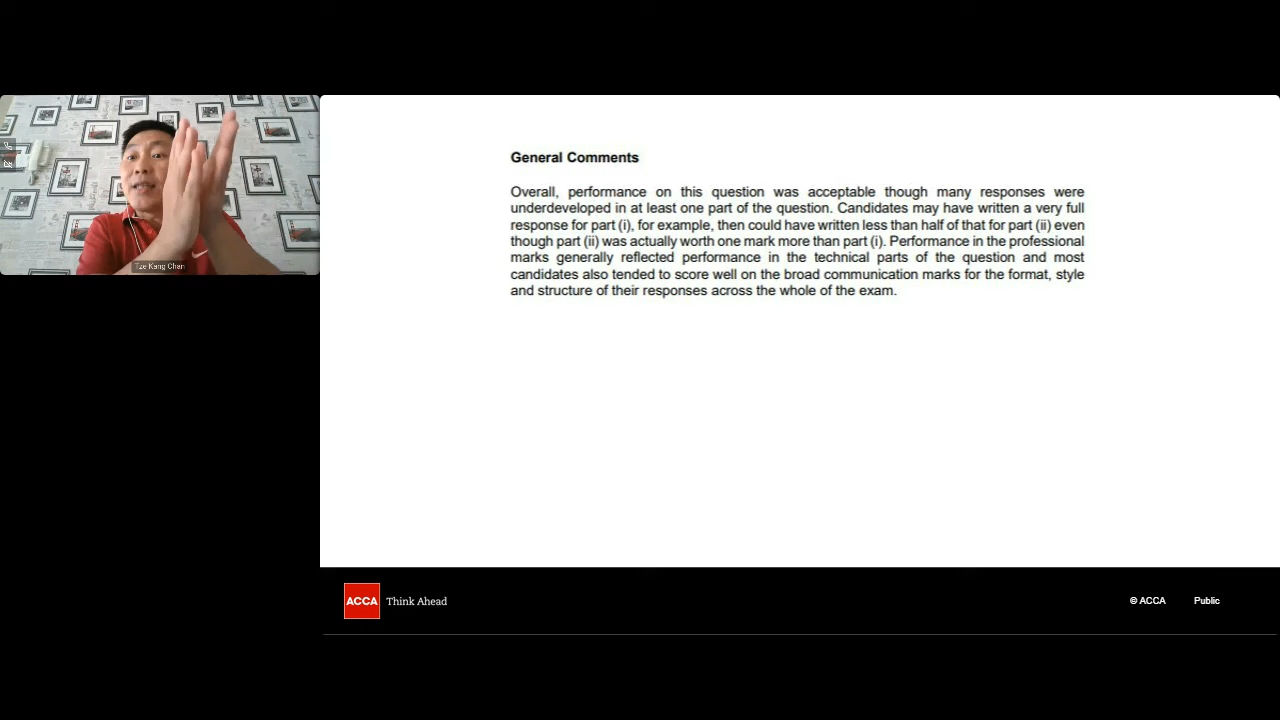 Tze Kang Chan
General Comments
Overall, performance on this question was acceptable though many responses were
underdeveloped in at least one part of the question. Candidates may have written a very full
response for part (i), for example, then could have written less than half of that for part (ii) even
though part (ii) was actually worth one mark more than part (i). Performance in the professional
marks generally reflected performance in the technical parts of the question and most
candidates also tended to score well on the broad communication marks for the format, style
and structure of their responses across the whole of the exam.
ACCA
Think Ahead
© ACCA
Public